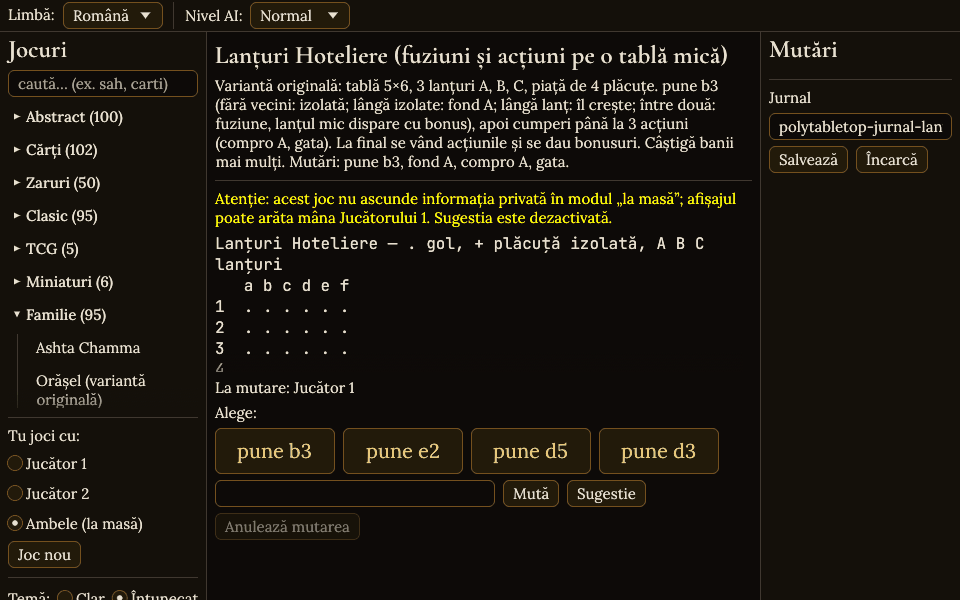 Limbă: Română ▼ Nivel AI: Normal ▼
Jocuri
caută... (ex. sah, carti)
▸ Abstract (100)
▸ Cărți (102)
▸ Zaruri (50)
▸ Clasic (95)
▸ TCG (5)
▸ Miniaturi (6)
▾ Familie (95)
Ashta Chamma
Orășel (variantă
originală)
Tu joci cu:
Jucător 1
Jucător 2
Ambele (la masă)
Joc nou
Temă: Clar Întunecat
Lanțuri Hoteliere (fuziuni și acțiuni pe o tablă mică)
Variantă originală: tablă 5×6, 3 lanțuri A, B, C, piață de 4 plăcuțe. pune b3
(fără vecini: izolată; lângă izolate: fond A; lângă lanț: îl crește; între două:
fuziune, lanțul mic dispare cu bonus), apoi cumperi până la 3 acțiuni
(compro A, gata). La final se vând acțiunile și se dau bonusuri. Câștigă banii
mai mulți. Mutări: pune b3, fond A, compro A, gata.
Atenție: acest joc nu ascunde informația privată în modul „la masă”; afișajul
poate arăta mâna Jucătorului 1. Sugestia este dezactivată.
Lanțuri Hoteliere — . gol, + plăcuță izolată, A B C
lanțuri
a b c d e f
1 . . . . . .
2 . . . . . .
3 . . . . . .
La mutare: Jucător 1
Alege:
pune b3 pune e2 pune d5 pune d3
Mută Sugestie
Anulează mutarea
Mutări
Jurnal
polytabletop-jurnal-lan
Salvează Încarcă